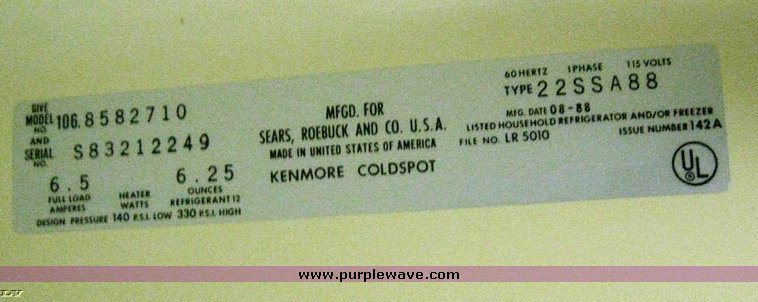 GIVE
MODEL NO. 106.8582710
AND
SERIAL NO. S83212249
6.5 6.25
FULL LOAD AMPERES HEATER WATTS OUNCES REFRIGERANT 12
DESIGN PRESSURE 140 P.S.I. LOW 330 P.S.I. HIGH
MFGD. FOR
SEARS, ROEBUCK AND CO. U.S.A.
MADE IN UNITED STATES OF AMERICA
KENMORE COLDSPOT
60 HERTZ 1 PHASE 115 VOLTS
TYPE 22SSA88
MFG. DATE 08-88
LISTED HOUSEHOLD REFRIGERATOR AND/OR FREEZER
FILE NO. LR 5010 ISSUE NUMBER 142A
UL
www.purplewave.com